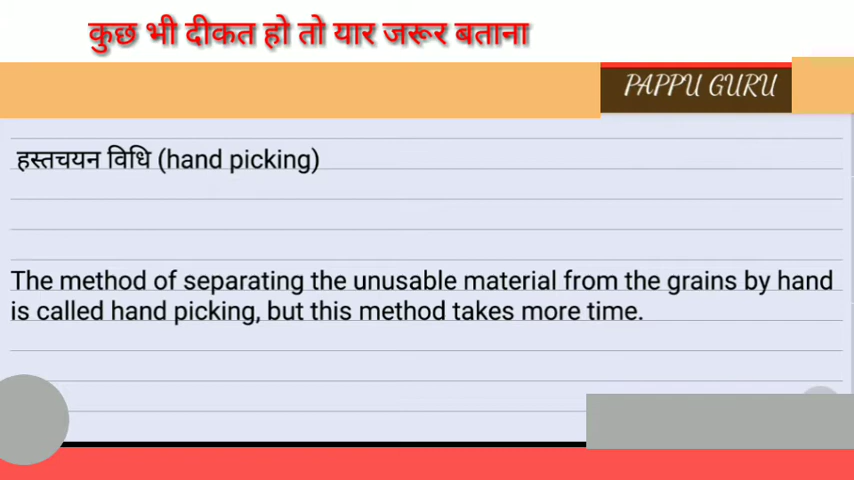 कुछ भी दीकत हो तो यार जरूर बताना
PAPPU GURU
हस्तचयन विधि (hand picking)
The method of separating the unusable material from the grains by hand
is called hand picking, but this method takes more time.